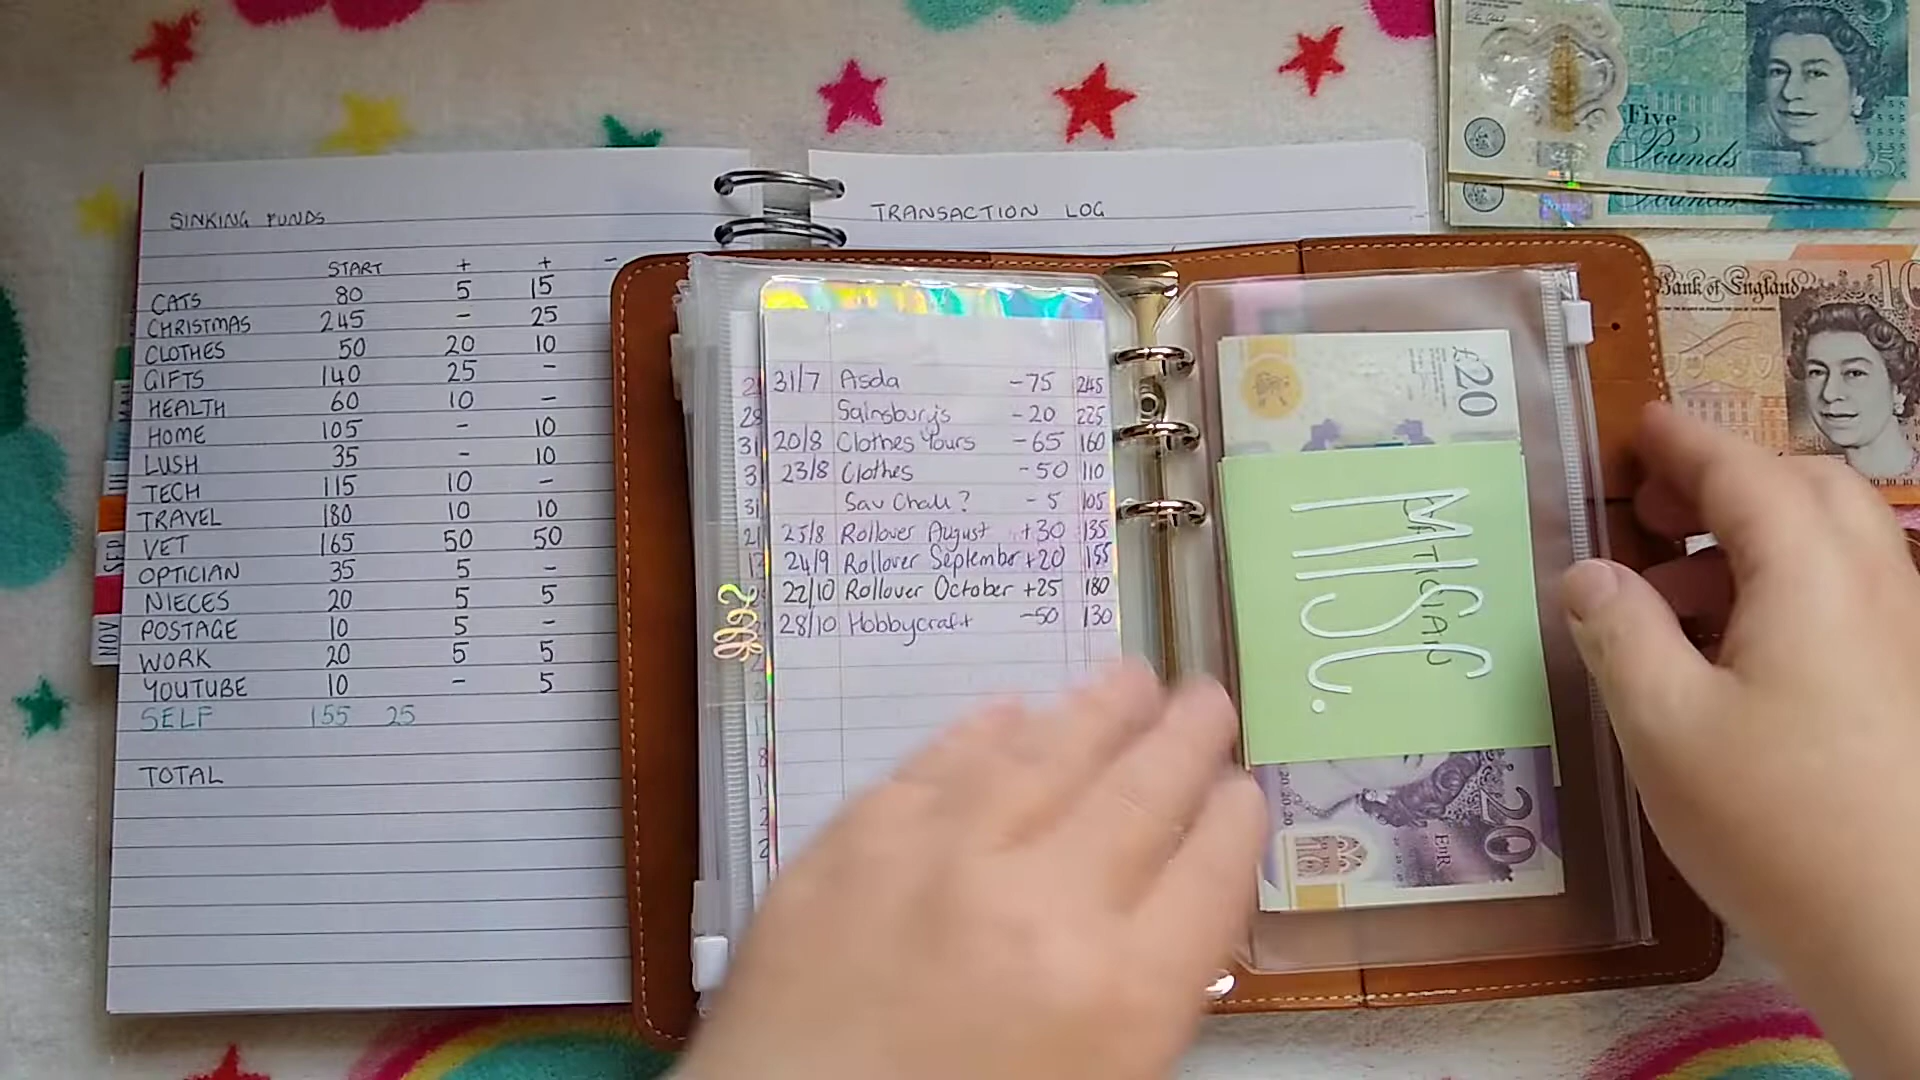 SINKING FUNDS
START + + -
CATS 80 5 15
CHRISTMAS 245 - 25
CLOTHES 50 20 10
GIFTS 140 25 -
HEALTH 60 10 -
HOME 105 - 10
LUSH 35 - 10
TECH 115 10 -
TRAVEL 180 10 10
VET 165 50 50
OPTICIAN 35 5 -
NIECES 20 5 5
POSTAGE 10 5 -
WORK 20 5 5
YOUTUBE 10 - 5
SELF 155 25
TOTAL
SEP
NOV
TRANSACTION LOG
31/7 Asda -75 245
Sainsburys -20 225
20/8 Clothes Yours -65 160
23/8 Clothes -50 110
Sav Chall? -5 105
25/8 Rollover August +30 135
24/9 Rollover September +20 155
22/10 Rollover October +25 180
28/10 Hobbycraft -50 130
£20
MISC.
20
Five
Pounds
Pounds
Bank of England
10